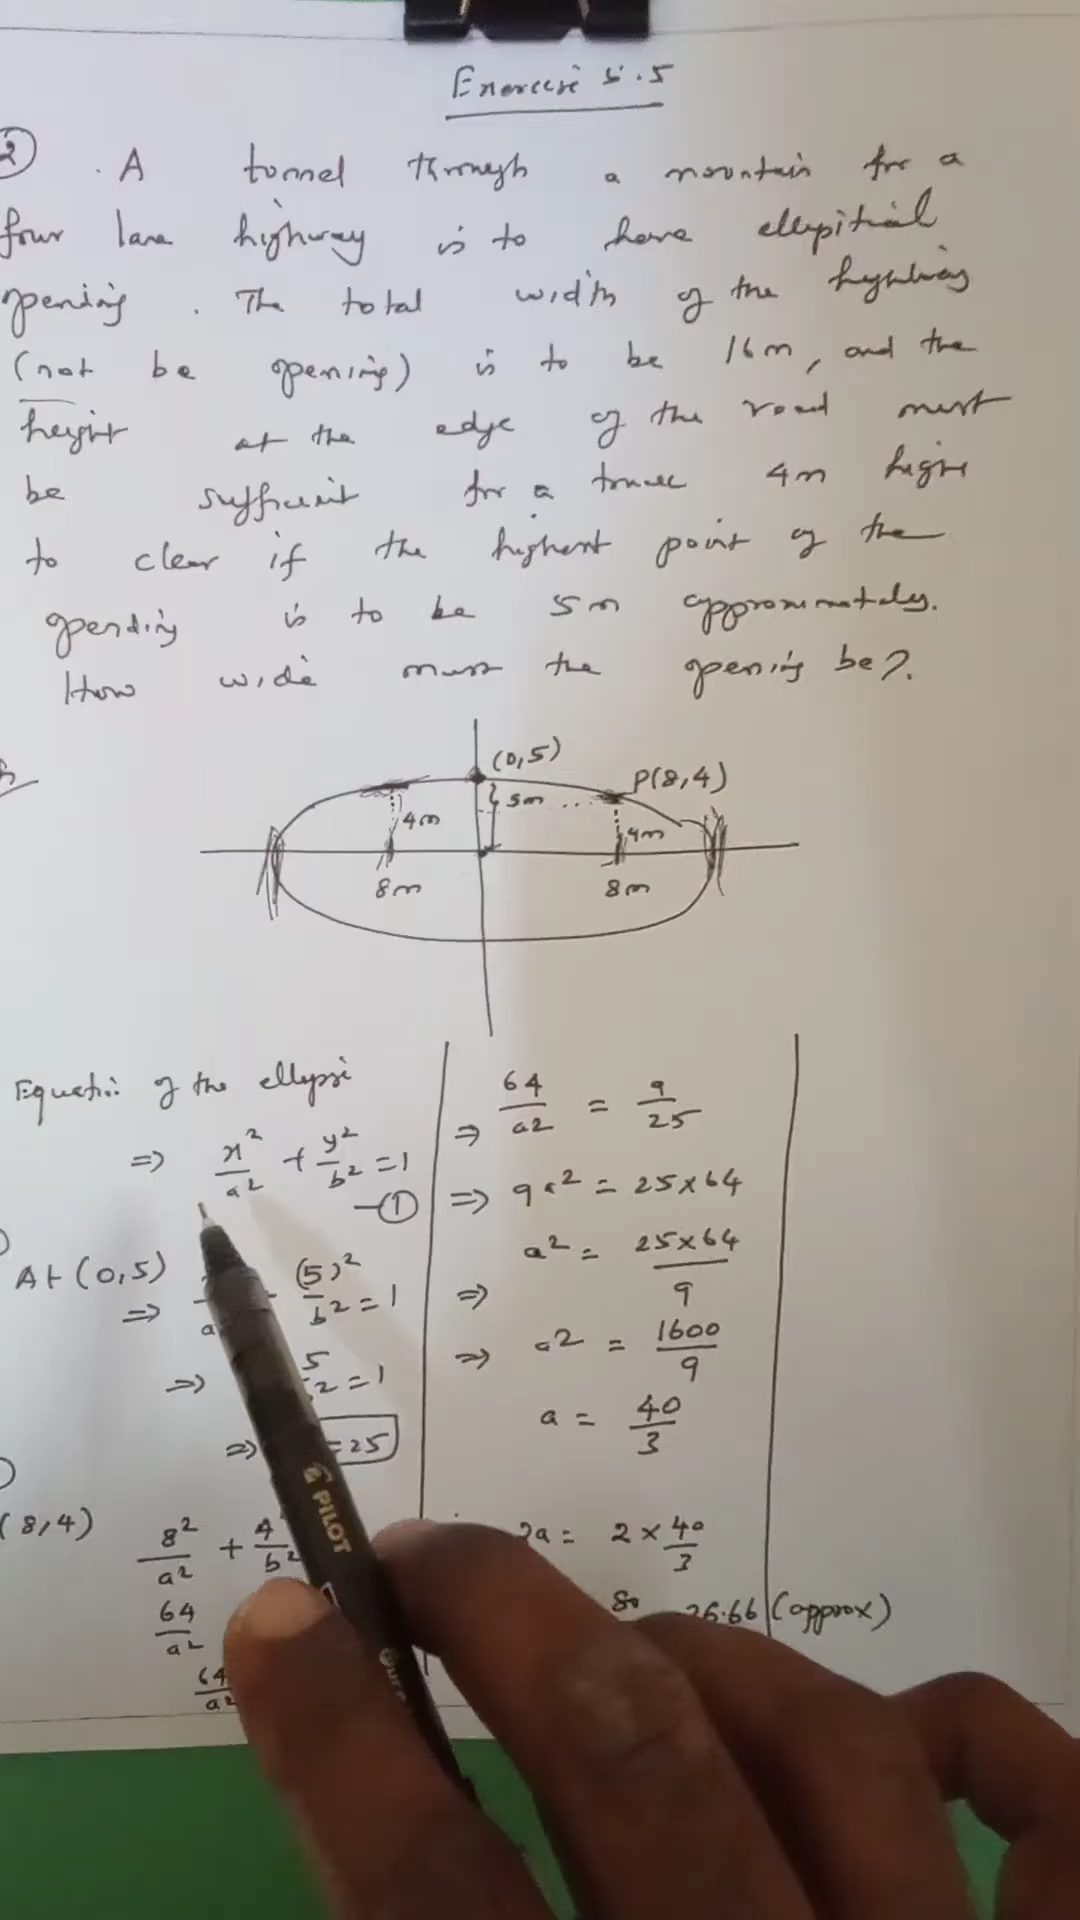 Exercise 5.5
2) . A tunnel through a mountain for a
four lane highway is to have elliptical
opening . The total width of the highway
(not be opening) is to be 16m, and the
height at the edge of the road must
be sufficient for a truck 4m high
to clear if the highest point of the
opening is to be 5m approximately.
How wide must the opening be?
(0,5)
P(8,4)
5m
4m
4m
8m
8m
Equation of the ellipse
⇒ x²/a² + y²/b² = 1 -①
At (0,5)
⇒ (5)²/b² = 1
⇒ = 1
⇒ = 25
(8,4) 8²/a² + 4/b²
64/a²
64/a²
⇒ 64/a² = 9/25
⇒ 9a² = 25×64
⇒ a² = 25×64/9
⇒ a² = 1600/9
a = 40/3
2a = 2 × 40/3
80 26.66 (approx)
PILOT